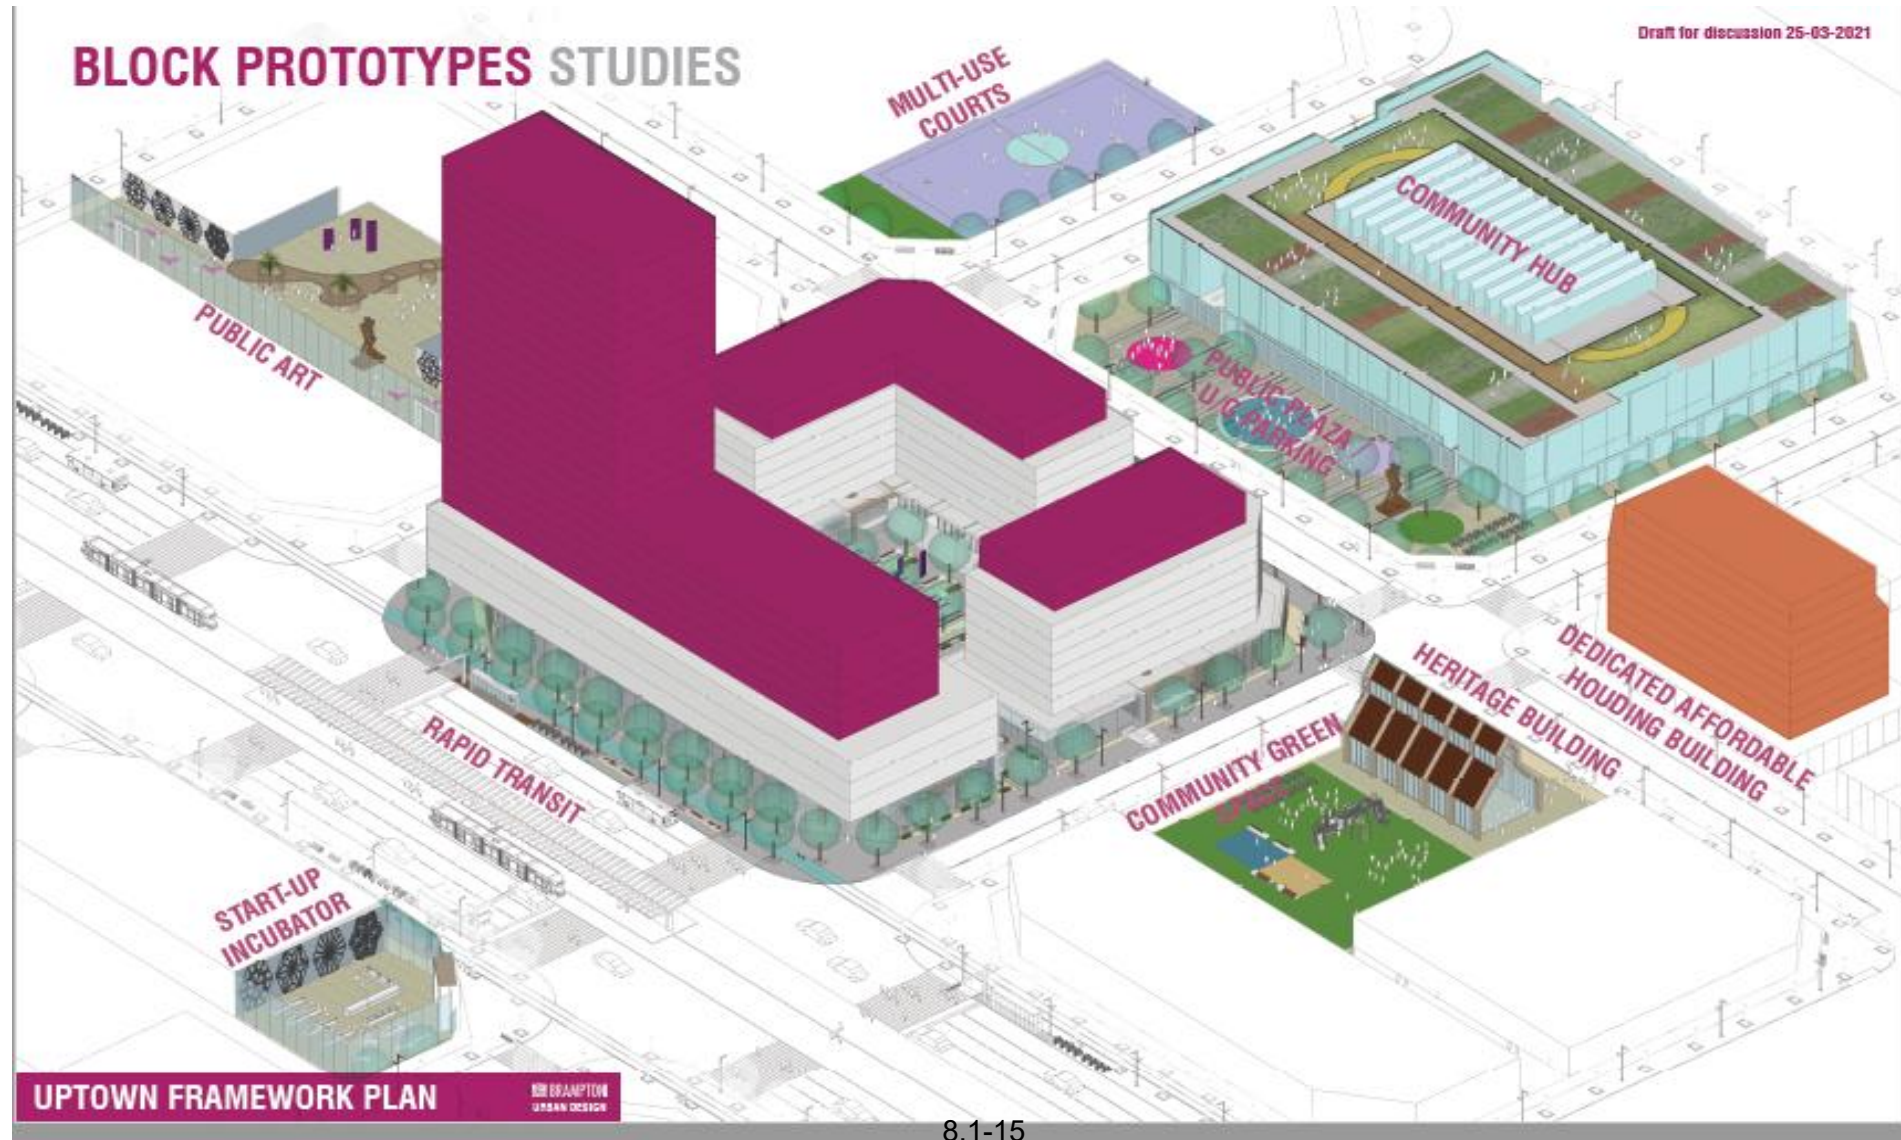 Draft for discussion 25-03-2021
BLOCK PROTOTYPES STUDIES
MULTI-USE
COURTS
COMMUNITY HUB
PUBLIC ART
PUBLIC PLAZA
U/G PARKING
DEDICATED AFFORDABLE
HOUDING BUILDING
HERITAGE BUILDING
COMMUNITY GREEN
SPACE
RAPID TRANSIT
START-UP
INCUBATOR
UPTOWN FRAMEWORK PLAN
BRAMPTON
URBAN DESIGN
8.1-15